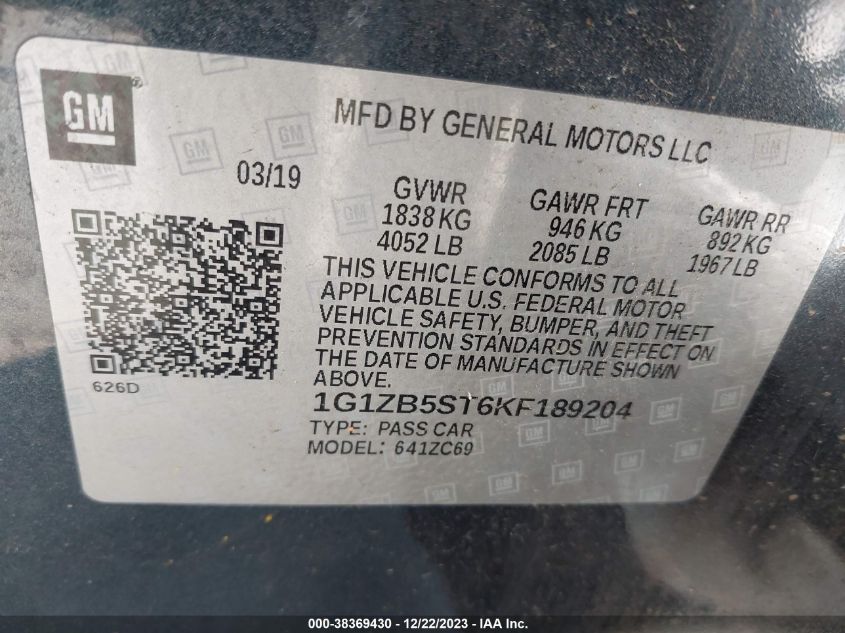 GM
MFD BY GENERAL MOTORS LLC
03/19
GVWR
1838 KG
4052 LB
GAWR FRT
946 KG
2085 LB
GAWR RR
892 KG
1967 LB
THIS VEHICLE CONFORMS TO ALL
APPLICABLE U.S. FEDERAL MOTOR
VEHICLE SAFETY, BUMPER, AND THEFT
PREVENTION STANDARDS IN EFFECT ON
THE DATE OF MANUFACTURE SHOWN
ABOVE.
626D
1G1ZB5ST6KF189204
TYPE: PASS CAR
MODEL: 641ZC69
000-38369430 - 12/22/2023 - IAA Inc.